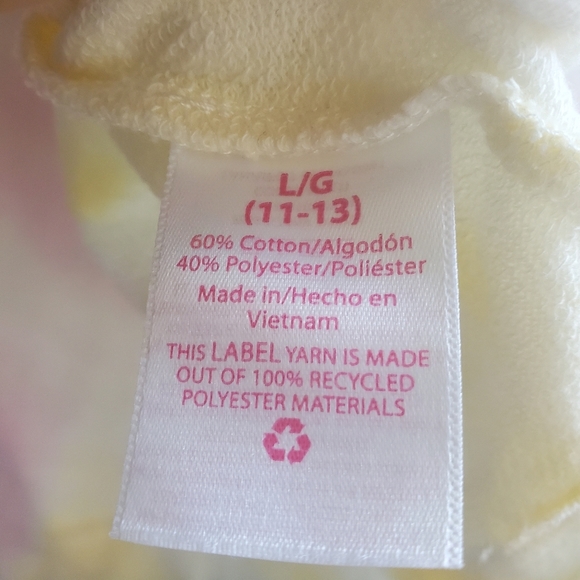 L/G
(11-13)
60% Cotton/Algodón
40% Polyester/Poliéster
Made in/Hecho en
Vietnam
THIS LABEL YARN IS MADE
OUT OF 100% RECYCLED
POLYESTER MATERIALS